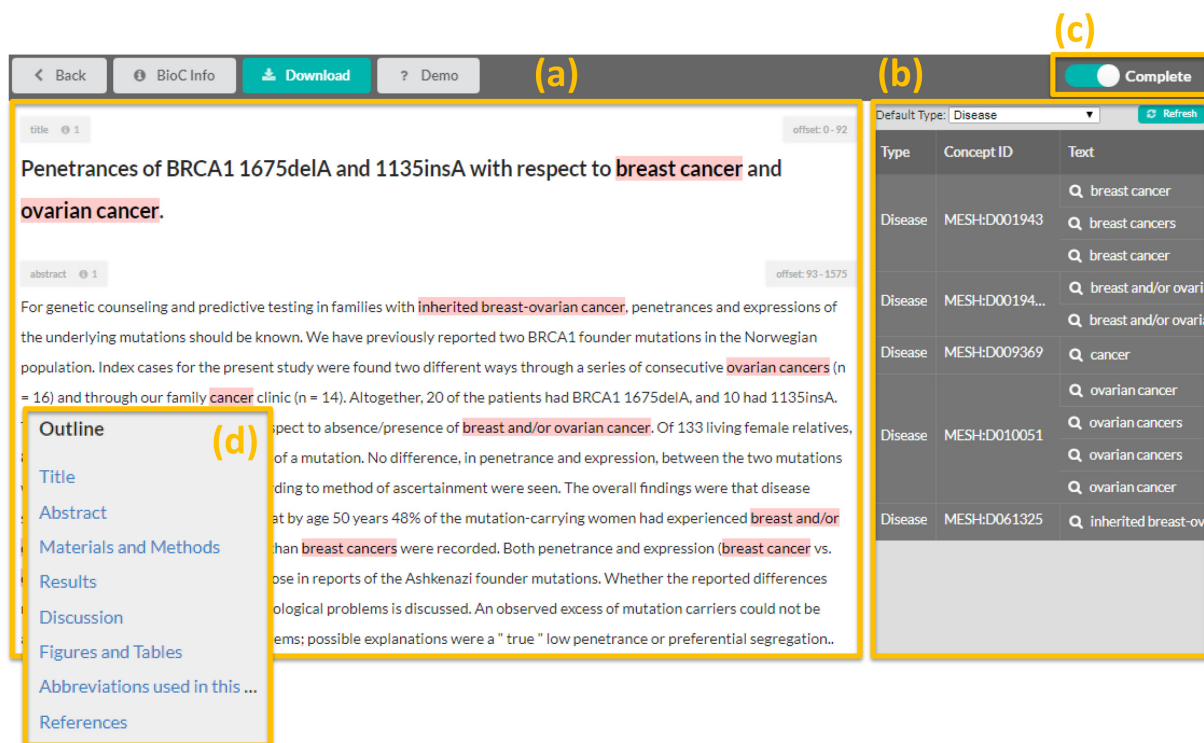 (c)
Back
BioC Info
Download
? Demo
(a)
(b)
Complete
title 1
offset: 0 - 92
Penetrances of BRCA1 1675delA and 1135insA with respect to breast cancer and
ovarian cancer.
abstract 1
offset: 93 - 1575
For genetic counseling and predictive testing in families with inherited breast-ovarian cancer, penetrances and expressions of
the underlying mutations should be known. We have previously reported two BRCA1 founder mutations in the Norwegian
population. Index cases for the present study were found two different ways through a series of consecutive ovarian cancers (n
= 16) and through our family cancer clinic (n = 14). Altogether, 20 of the patients had BRCA1 1675delA, and 10 had 1135insA.
spect to absence/presence of breast and/or ovarian cancer. Of 133 living female relatives,
of a mutation. No difference, in penetrance and expression, between the two mutations
ding to method of ascertainment were seen. The overall findings were that disease
at by age 50 years 48% of the mutation-carrying women had experienced breast and/or
han breast cancers were recorded. Both penetrance and expression (breast cancer vs.
ose in reports of the Ashkenazi founder mutations. Whether the reported differences
ological problems is discussed. An observed excess of mutation carriers could not be
ems; possible explanations were a " true " low penetrance or preferential segregation..
Outline
(d)
Title
Abstract
Materials and Methods
Results
Discussion
Figures and Tables
Abbreviations used in this ...
References
Default Type: Disease
Refresh
Type Concept ID Text
Disease MESH:D001943
breast cancer
breast cancers
breast cancer
Disease MESH:D00194...
breast and/or ovari
breast and/or ovaria
Disease MESH:D009369 cancer
Disease MESH:D010051
ovarian cancer
ovarian cancers
ovarian cancers
ovarian cancer
Disease MESH:D061325 inherited breast-ov